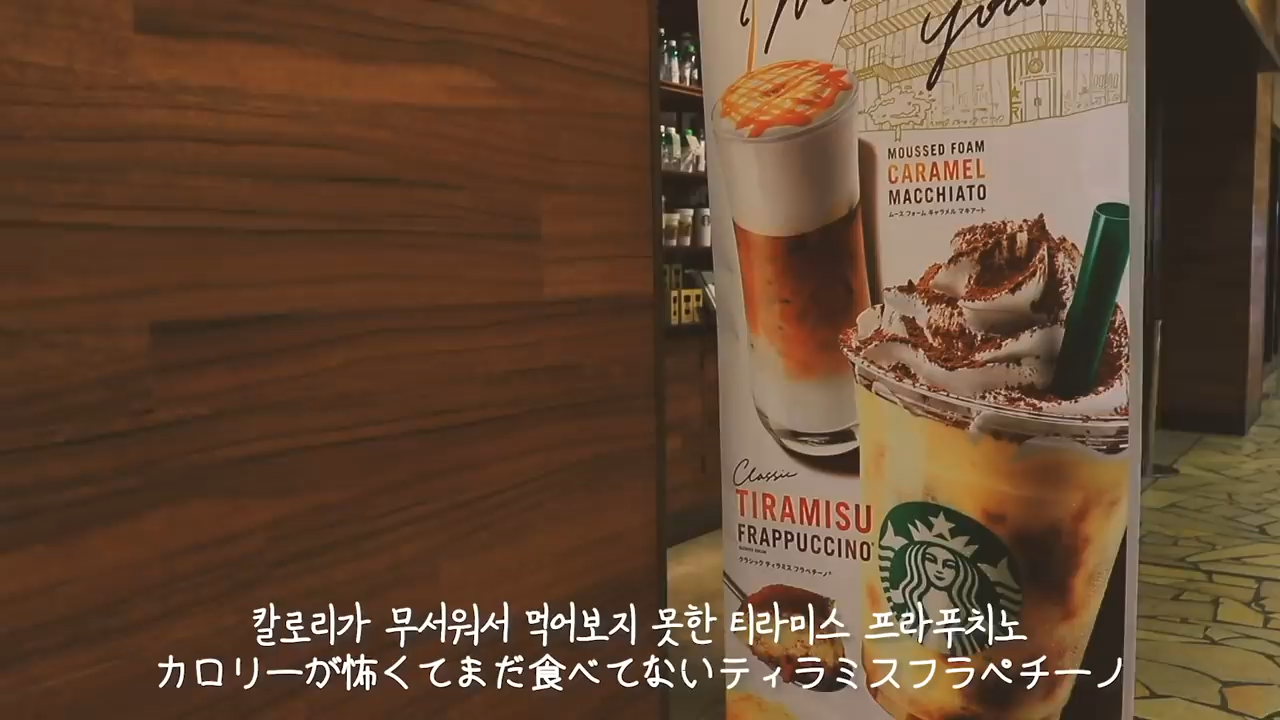 MOUSSED FOAM
CARAMEL
MACCHIATO
ムース フォーム キャラメル マキアート
Classic
TIRAMISU
FRAPPUCCINO®
クラシック ティラミス フラペチーノ®
칼로리가 무서워서 먹어보지 못한 티라미스 프라푸치노
カロリーが怖くてまだ食べてないティラミスフラペチーノ